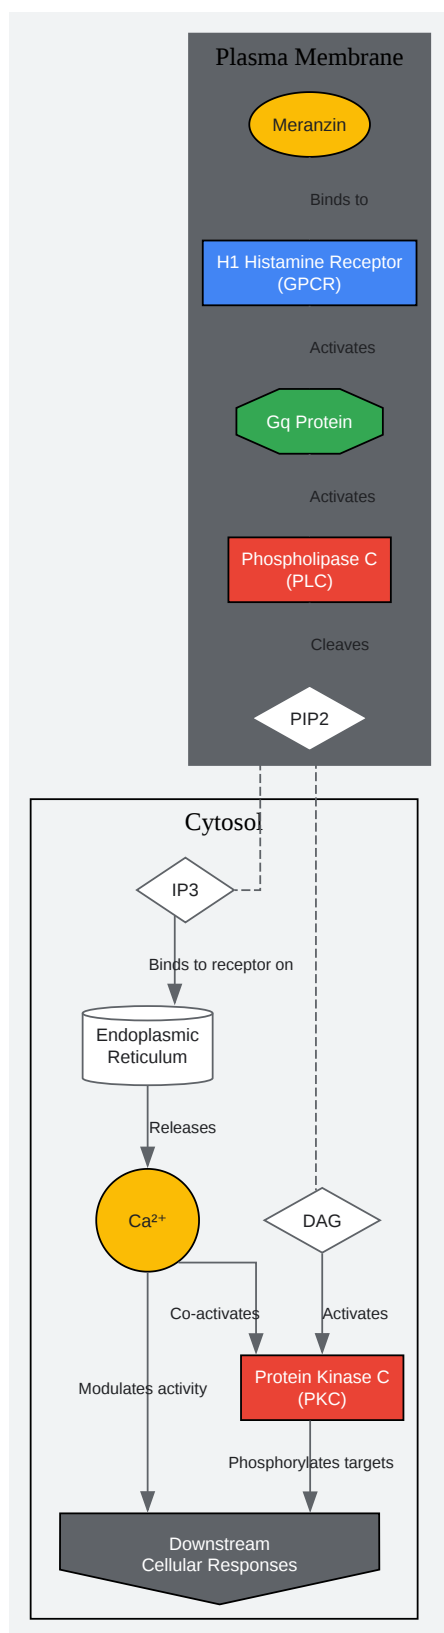 Plasma Membrane
Meranzin
Binds to
H1 Histamine Receptor
(GPCR)
Activates
Gq Protein
Activates
Phospholipase C
(PLC)
Cleaves
PIP2
Cytosol
IP3
Binds to receptor on
Endoplasmic
Reticulum
Releases
Ca²⁺
DAG
Co-activates
Activates
Protein Kinase C
(PKC)
Modulates activity
Phosphorylates targets
Downstream
Cellular Responses